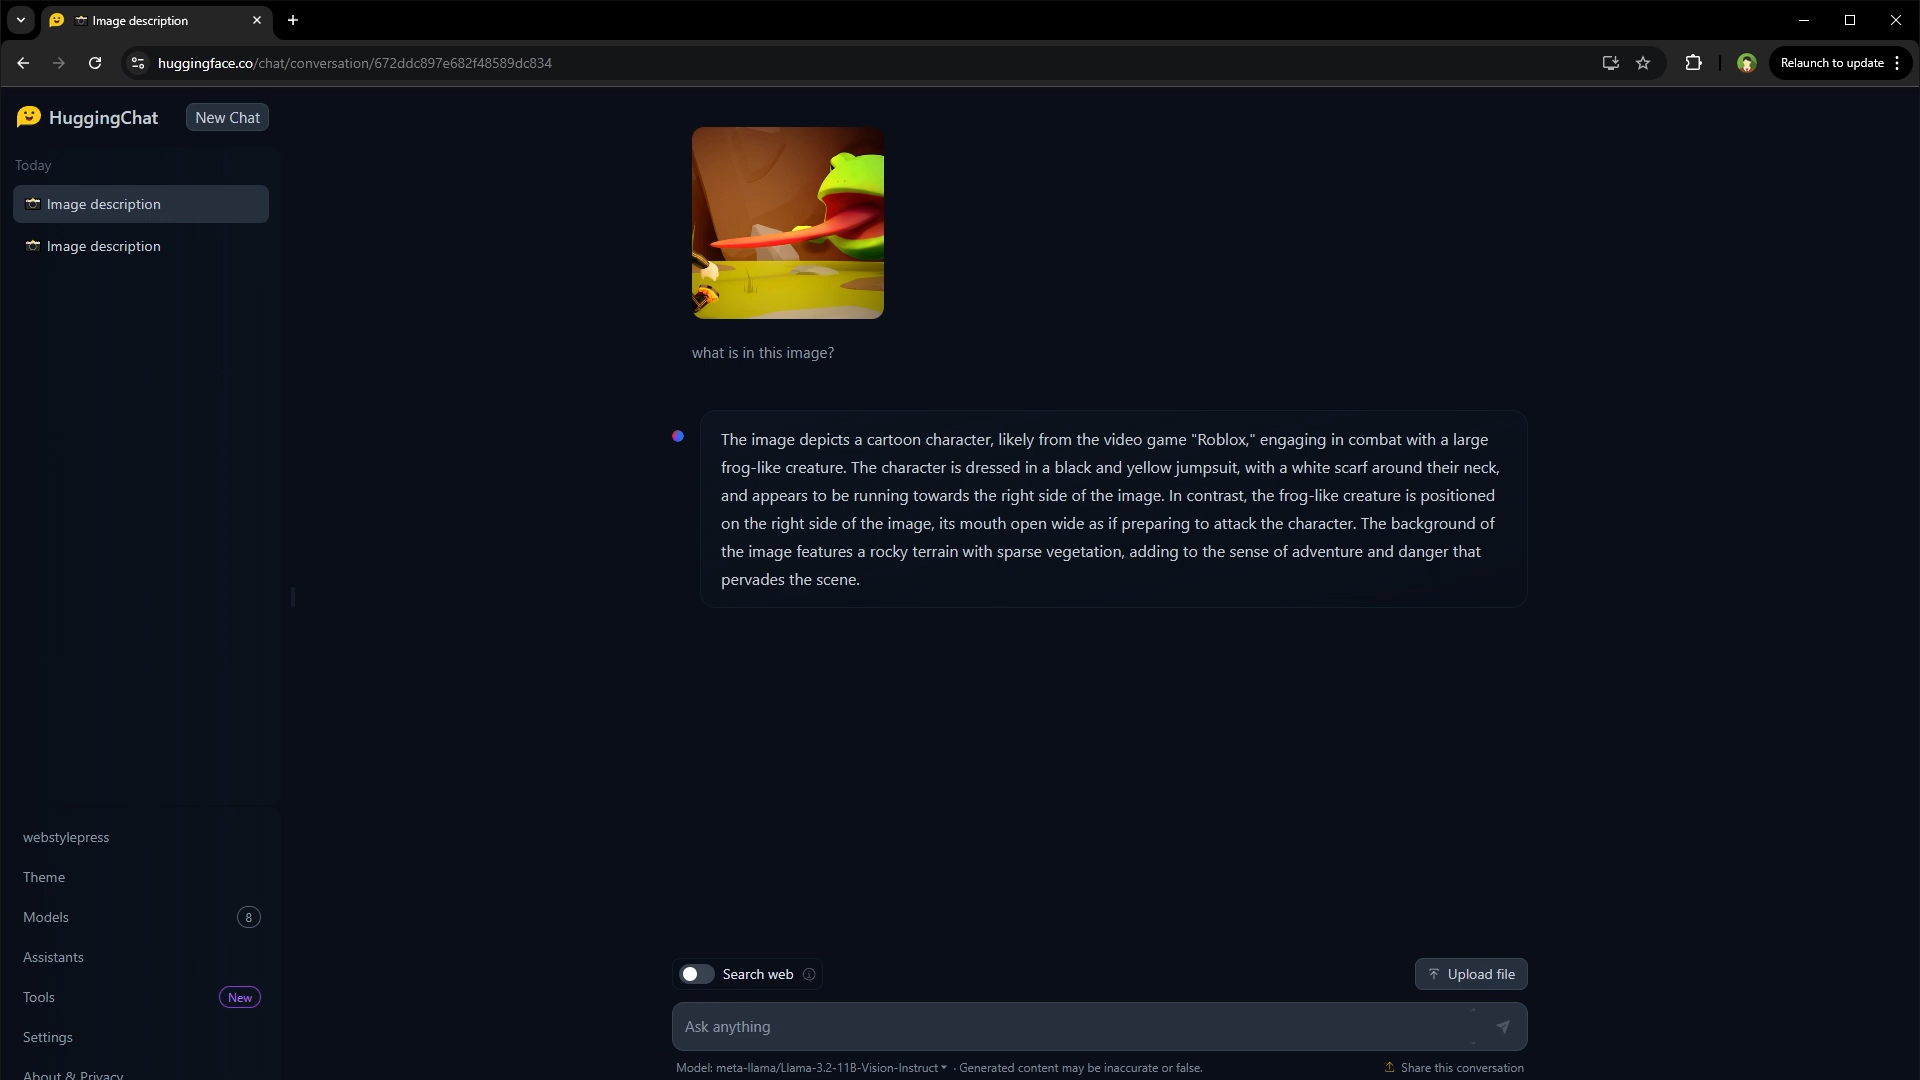 Image description
huggingface.co/chat/conversation/672ddc897e682f48589dc834
Relaunch to update
HuggingChat
New Chat
Today
Image description
Image description
what is in this image?
The image depicts a cartoon character, likely from the video game "Roblox," engaging in combat with a large
frog-like creature. The character is dressed in a black and yellow jumpsuit, with a white scarf around their neck,
and appears to be running towards the right side of the image. In contrast, the frog-like creature is positioned
on the right side of the image, its mouth open wide as if preparing to attack the character. The background of
the image features a rocky terrain with sparse vegetation, adding to the sense of adventure and danger that
pervades the scene.
webstylepress
Theme
Models 8
Assistants
Tools New
Settings
About & Privacy
Search web
Upload file
Ask anything
Model: meta-llama/Llama-3.2-11B-Vision-Instruct · Generated content may be inaccurate or false.
Share this conversation